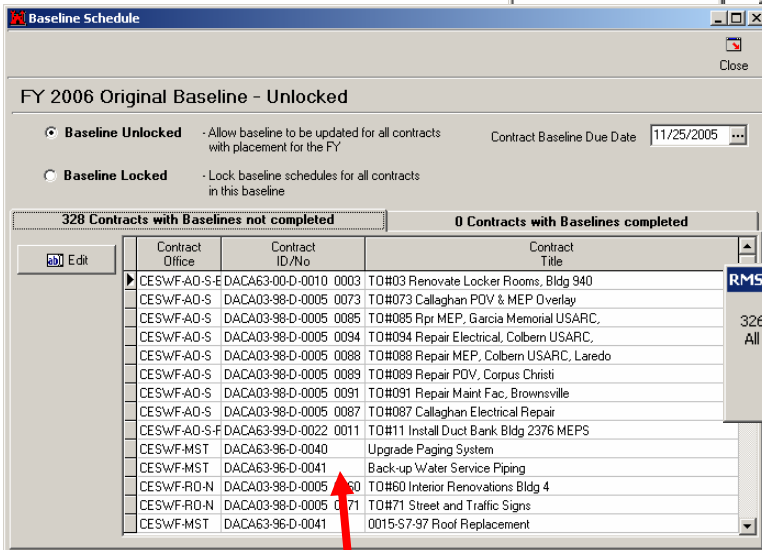 Baseline Schedule
Close
FY 2006 Original Baseline - Unlocked
Baseline Unlocked - Allow baseline to be updated for all contracts with placement for the FY
Contract Baseline Due Date 11/25/2005 ...
Baseline Locked - Lock baseline schedules for all contracts in this baseline
328 Contracts with Baselines not completed 0 Contracts with Baselines completed
ab Edit
Contract Office Contract ID/No Contract Title
CESWF-AO-S-E DACA63-00-D-0010 0003 TO#03 Renovate Locker Rooms, Bldg 940
CESWF-AO-S DACA03-98-D-0005 0073 TO#073 Callaghan POV & MEP Overlay
CESWF-AO-S DACA03-98-D-0005 0085 TO#085 Rpr MEP, Garcia Memorial USARC,
CESWF-AO-S DACA03-98-D-0005 0094 TO#094 Repair Electrical, Colbern USARC,
CESWF-AO-S DACA03-98-D-0005 0088 TO#088 Repair MEP, Colbern USARC, Laredo
CESWF-AO-S DACA03-98-D-0005 0089 TO#089 Repair POV, Corpus Christi
CESWF-AO-S DACA03-98-D-0005 0091 TO#091 Repair Maint Fac, Brownsville
CESWF-AO-S DACA03-98-D-0005 0087 TO#087 Callaghan Electrical Repair
CESWF-AO-S-F DACA63-99-D-0022 0011 TO#11 Install Duct Bank Bldg 2376 MEPS
CESWF-MST DACA63-96-D-0040 Upgrade Paging System
CESWF-MST DACA63-96-D-0041 Back-up Water Service Piping
CESWF-RO-N DACA03-98-D-0005 TO#60 Interior Renovations Bldg 4
CESWF-RO-N DACA03-98-D-0005 TO#71 Street and Traffic Signs
CESWF-MST DACA63-96-D-0041 0015-S7-97 Roof Replacement
RMS
326
All